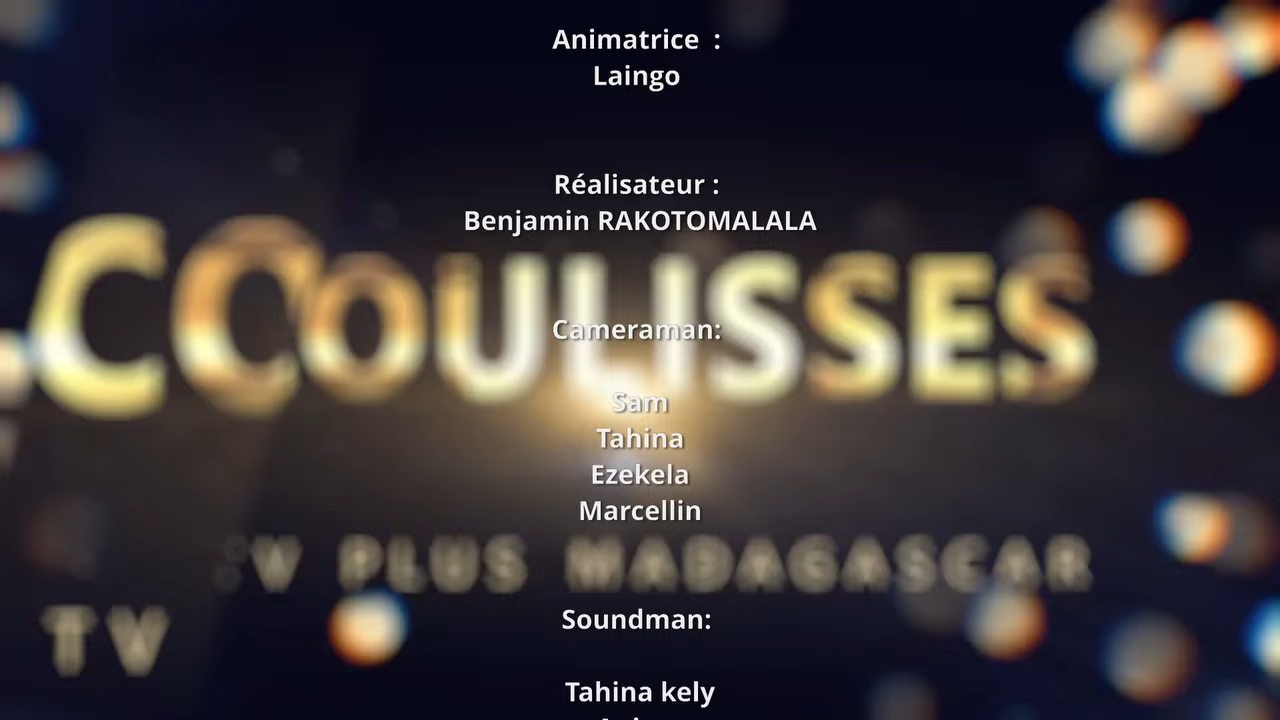 Animatrice :
Laingo
Réalisateur :
Benjamin RAKOTOMALALA
COULISSES
Cameraman:
Sam
Tahina
Ezekela
Marcellin
V PLUS MADAGASCAR
TV
Soundman:
Tahina kely